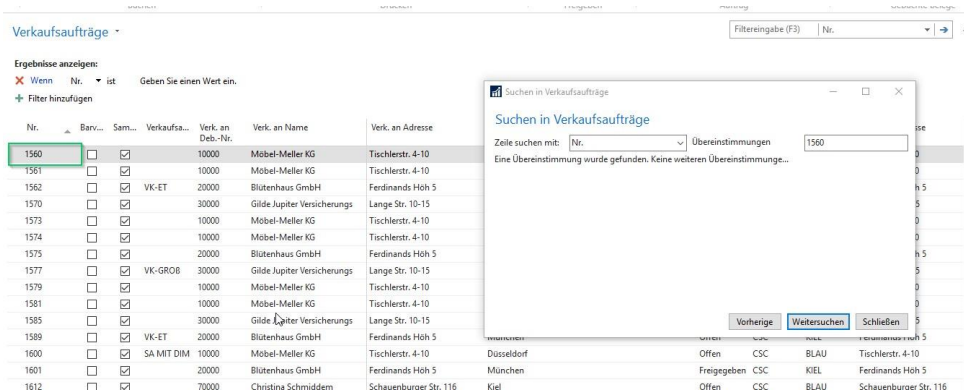 Verkaufsaufträge
Filtereingabe (F3) Nr.
Ergebnisse anzeigen:
Wenn Nr. ist Geben Sie einen Wert ein.
Filter hinzufügen
Suchen in Verkaufsaufträge
Suchen in Verkaufsaufträge
Zeile suchen mit: Nr. Übereinstimmungen 1560
Eine Übereinstimmung wurde gefunden. Keine weiteren Übereinstimmunge...
Vorherige Weitersuchen Schließen
Nr. Barv... Sam... Verkaufsa... Verk. an Deb.-Nr. Verk. an Name Verk. an Adresse
1560 10000 Möbel-Meller KG Tischlerstr. 4-10
1561 10000 Möbel-Meller KG Tischlerstr. 4-10
1562 VK-ET 20000 Blütenhaus GmbH Ferdinands Höh 5
1570 30000 Gilde Jupiter Versicherungs Lange Str. 10-15
1573 10000 Möbel-Meller KG Tischlerstr. 4-10
1574 10000 Möbel-Meller KG Tischlerstr. 4-10
1575 20000 Blütenhaus GmbH Ferdinands Höh 5
1577 VK-GROß 30000 Gilde Jupiter Versicherungs Lange Str. 10-15
1579 10000 Möbel-Meller KG Tischlerstr. 4-10
1581 10000 Möbel-Meller KG Tischlerstr. 4-10
1585 30000 Gilde Jupiter Versicherungs Lange Str. 10-15
1589 VK-ET 20000 Blütenhaus GmbH Ferdinands Höh 5 München Offen CSC KIEL Ferdinands Höh 5
1600 SA MIT DIM 10000 Möbel-Meller KG Tischlerstr. 4-10 Düsseldorf Offen CSC BLAU Tischlerstr. 4-10
1601 20000 Blütenhaus GmbH Ferdinands Höh 5 München Freigegeben CSC KIEL Ferdinands Höh 5
1612 70000 Christina Schmiddem Schauenburger Str. 116 Kiel Offen CSC BLAU Schauenburger Str. 116